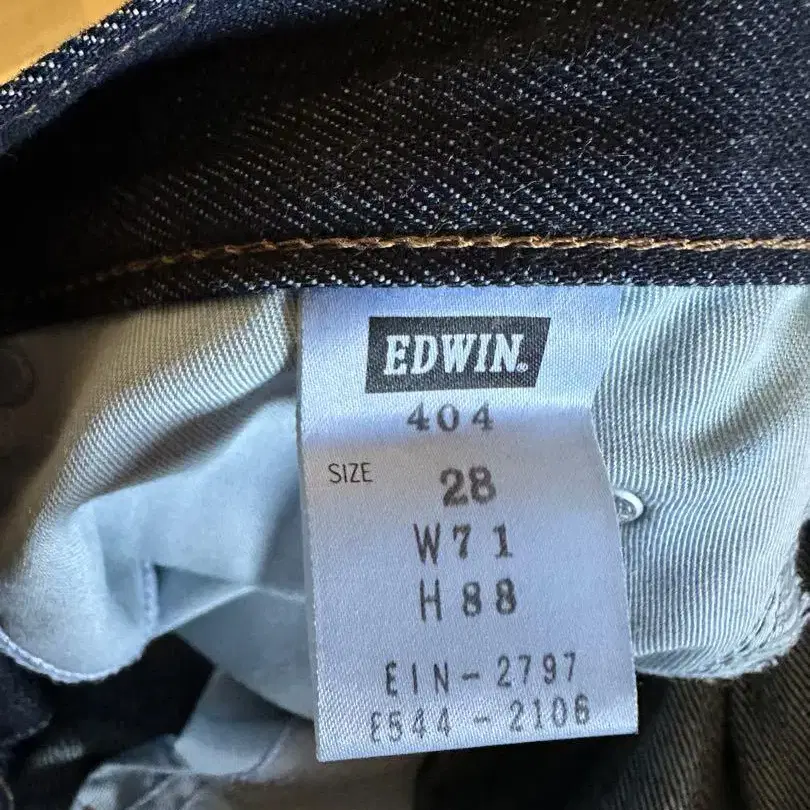 EDWIN®
404
SIZE 28
W71
H88
EIN-2797
E544-2106